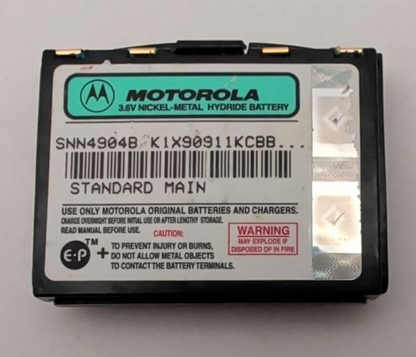 MOTOROLA
3.6V NICKEL-METAL HYDRIDE BATTERY
SNN4904B K1X90911KCBB...
STANDARD MAIN
USE ONLY MOTOROLA ORIGINAL BATTERIES AND CHARGERS.
CHARGE OVERNIGHT BEFORE INITIAL USE OR AFTER LENGTHY STORAGE.
READ MANUAL BEFORE USE.
CAUTION:
E·P™ + TO PREVENT INJURY OR BURNS,
DO NOT ALLOW METAL OBJECTS
TO CONTACT THE BATTERY TERMINALS.
WARNING
MAY EXPLODE IF
DISPOSED OF IN FIRE